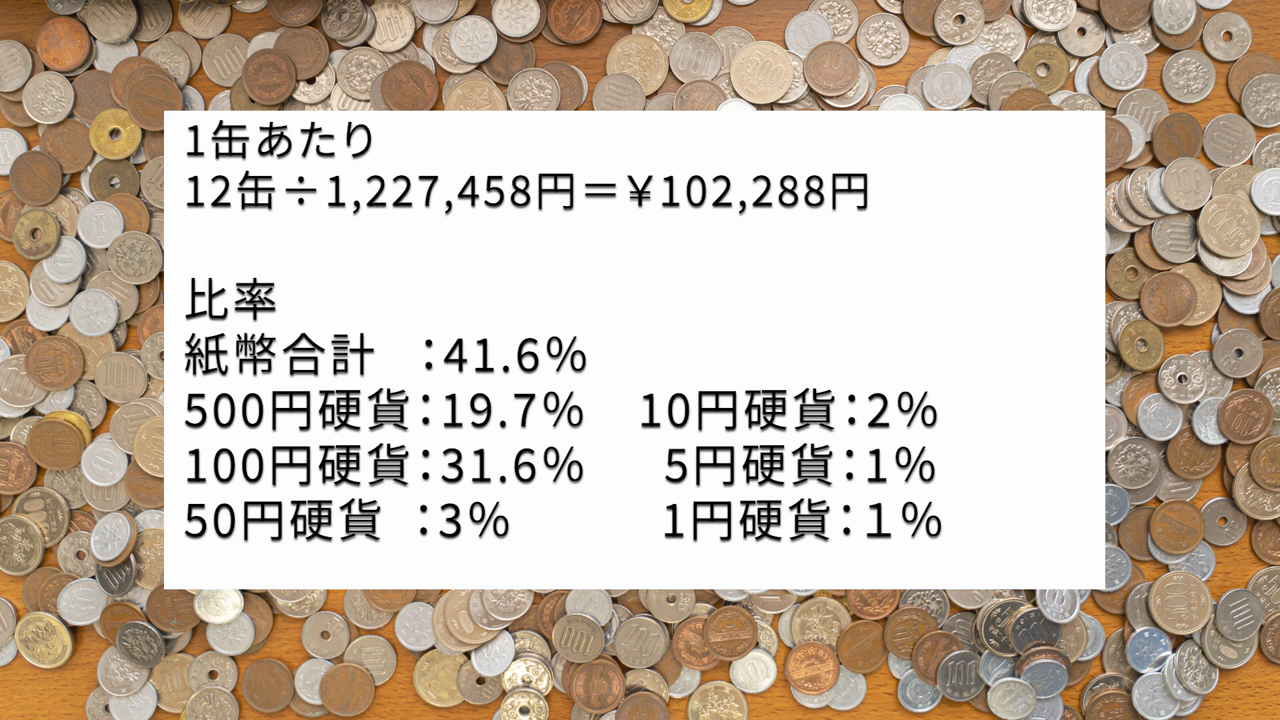 1缶あたり
12缶÷1,227,458円＝¥102,288円
比率
紙幣合計　：41.6％
500円硬貨：19.7％　10円硬貨：2％
100円硬貨：31.6％　5円硬貨：1％
50円硬貨　：3％　1円硬貨：１％